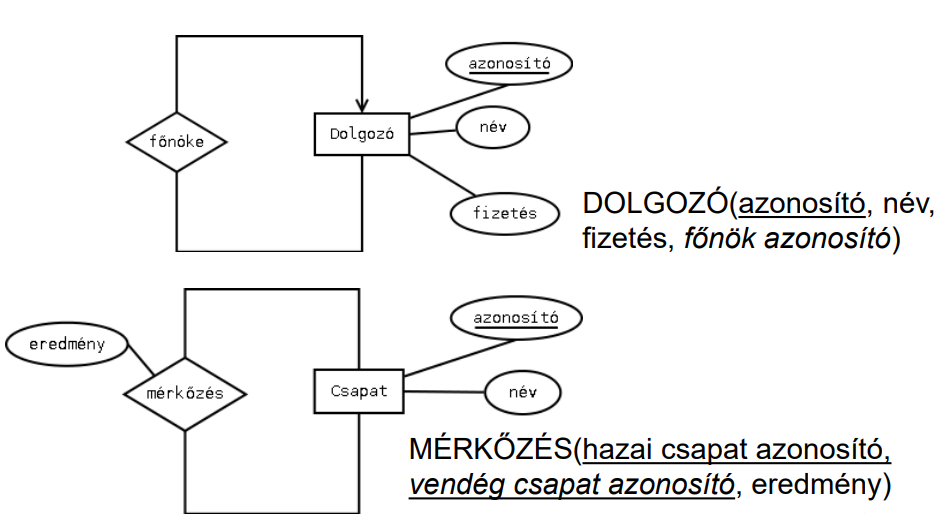 azonosító
név
Dolgozó
főnöke
fizetés
DOLGOZÓ(azonosító, név,
fizetés, főnök azonosító)
azonosító
eredmény
mérkőzés
Csapat
név
MÉRKŐZÉS(hazai csapat azonosító,
vendég csapat azonosító, eredmény)